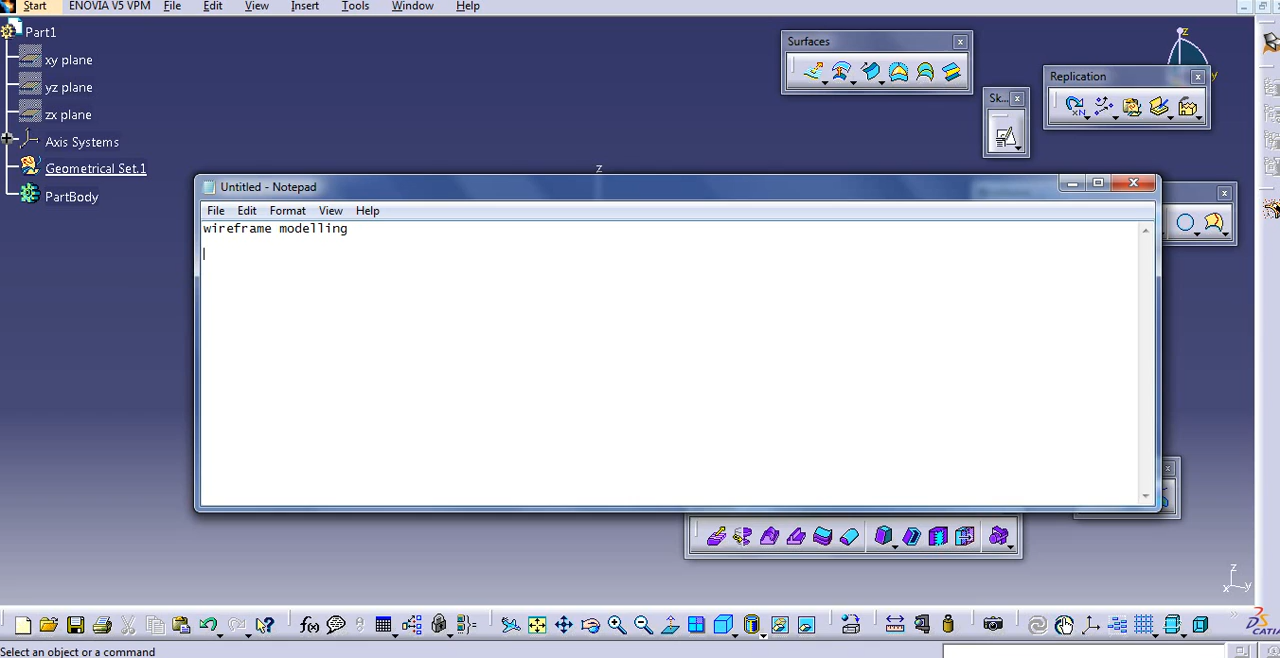 Start ENOVIA V5 VPM File Edit View Insert Tools Window Help
Part1
xy plane
yz plane
zx plane
Axis Systems
Geometrical Set.1
PartBody
Surfaces
Sk...
Replication
z
y
z
Untitled - Notepad
File Edit Format View Help
wireframe modelling
z
x
y
f(x)
CATIA
Select an object or a command